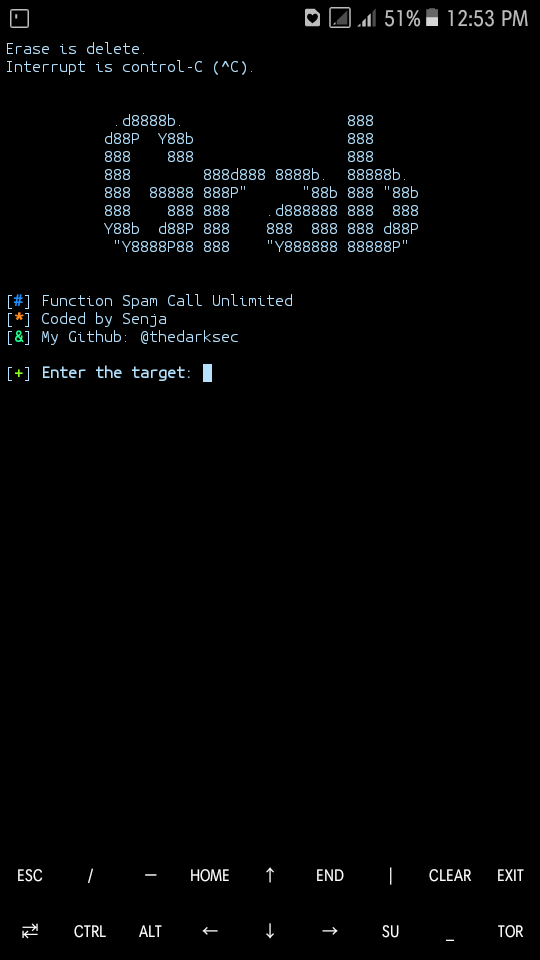 51% 12:53 PM
Erase is delete.
Interrupt is control-C (^C).
 .d8888b.                  888
d88P  Y88b                 888
888    888                 888
888        888d888 8888b.  88888b.
888  88888 888P"      "88b 888 "88b
888    888 888    .d888888 888  888
Y88b  d88P 888    888  888 888 d88P
 "Y8888P88 888    "Y888888 88888P"
[#] Function Spam Call Unlimited
[*] Coded by Senja
[&] My Github: @thedarksec
[+] Enter the target:
ESC / — HOME ↑ END | CLEAR EXIT
⇄ CTRL ALT ← ↓ → SU _ TOR